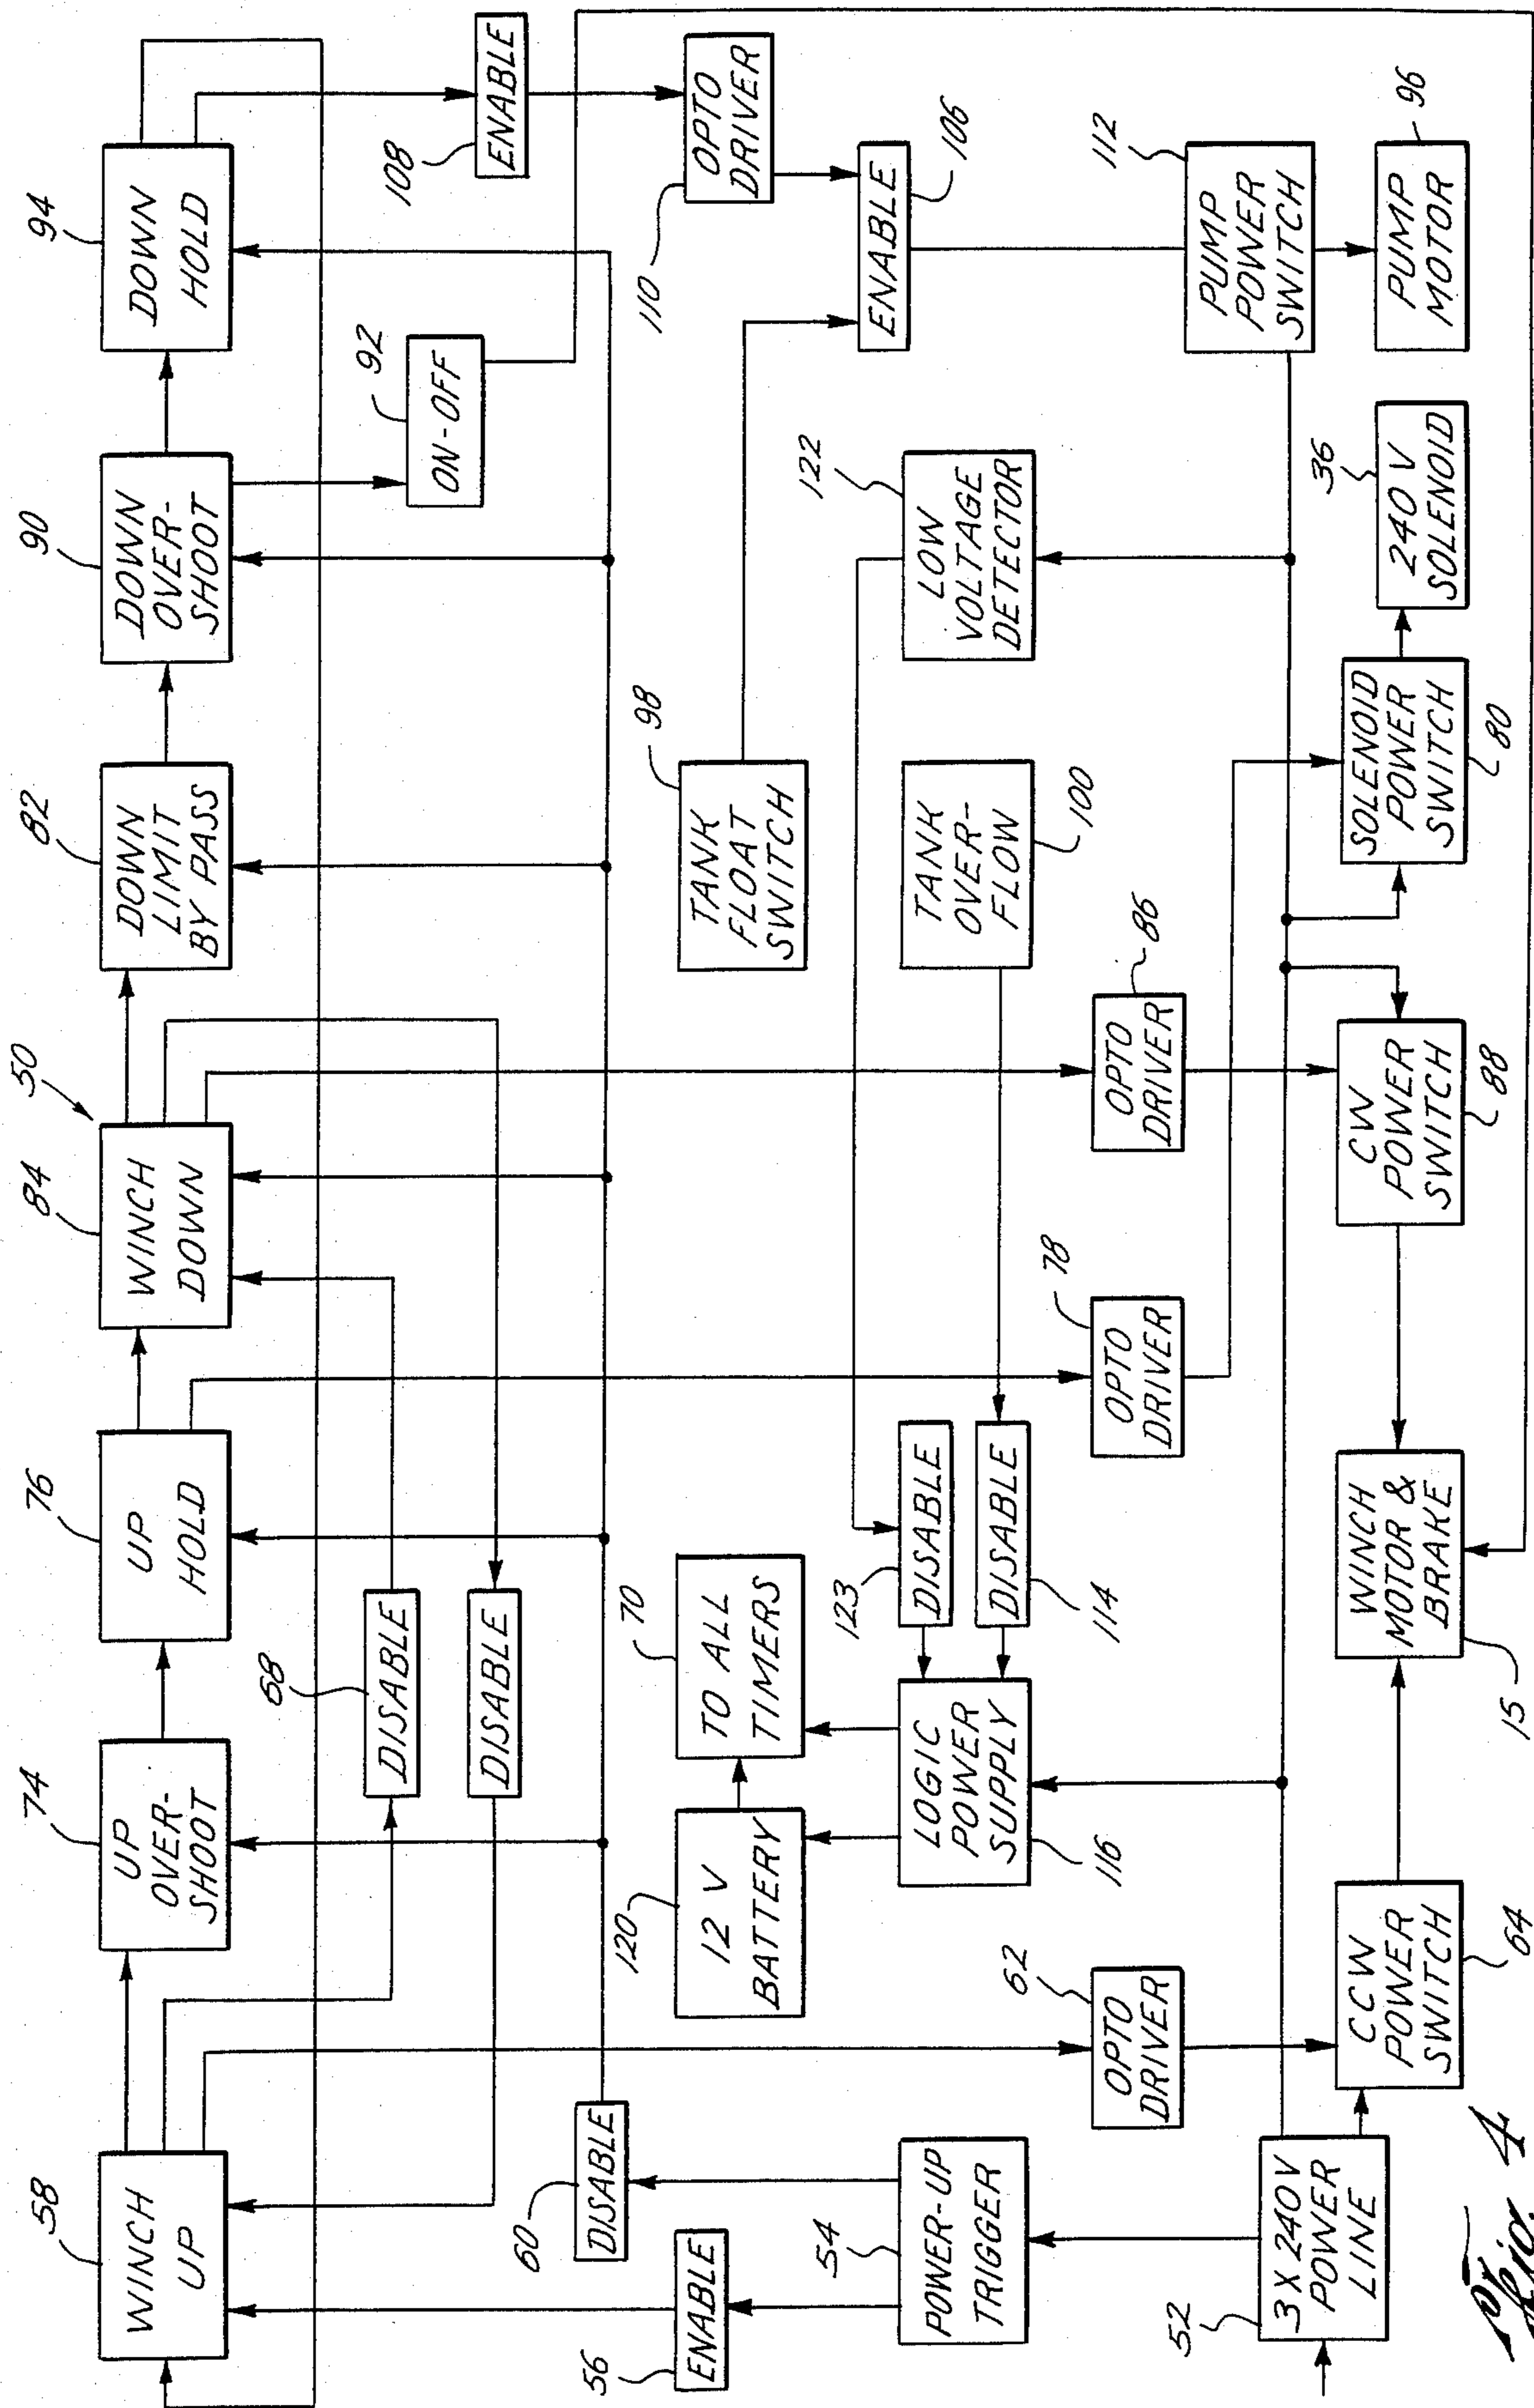 50
58
WINCH
UP
74
UP
OVER-
SHOOT
76
UP
HOLD
84
WINCH
DOWN
82
DOWN
LIMIT
BY PASS
90
DOWN
OVER-
SHOOT
94
DOWN
HOLD
68
DISABLE
DISABLE
92
ON-OFF
108
ENABLE
60
DISABLE
56
ENABLE
120
12 V
BATTERY
70
TO ALL
TIMERS
98
TANK
FLOAT
SWITCH
110
OPTO
DRIVER
54
POWER-UP
TRIGGER
116
LOGIC
POWER
SUPPLY
123
DISABLE
DISABLE
114
TANK
OVER-
FLOW
100
122
LOW
VOLTAGE
DETECTOR
ENABLE
106
62
OPTO
DRIVER
78
OPTO
DRIVER
86
OPTO
DRIVER
112
PUMP
POWER
SWITCH
52
3 X 240V
POWER
LINE
CCW
POWER
SWITCH
64
WINCH
MOTOR &
BRAKE
15
CW
POWER
SWITCH
88
SOLENOID
POWER
SWITCH
80
36
240 V
SOLENOID
PUMP
MOTOR
96
Fig. 4